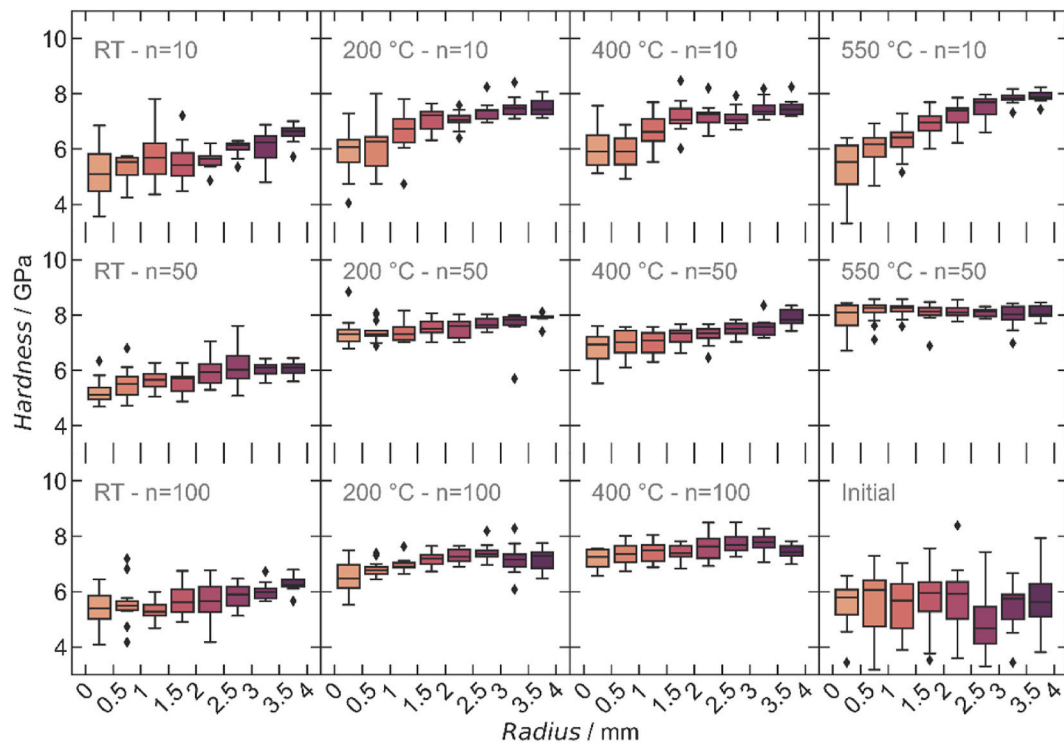 RT - n=10
200 °C - n=10
400 °C - n=10
550 °C - n=10
10
8
6
4
RT - n=50
200 °C - n=50
400 °C - n=50
550 °C - n=50
10
8
6
4
Hardness / GPa
RT - n=100
200 °C - n=100
400 °C - n=100
Initial
10
8
6
4
0 0.5 1 1.5 2 2.5 3 3.5 4
0 0.5 1 1.5 2 2.5 3 3.5 4
0 0.5 1 1.5 2 2.5 3 3.5 4
0 0.5 1 1.5 2 2.5 3 3.5 4
Radius / mm